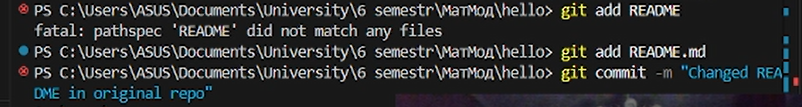 PS C:\Users\ASUS\Documents\University\6 semestr\МатМод\hello> git add README
fatal: pathspec 'README' did not match any files
PS C:\Users\ASUS\Documents\University\6 semestr\МатМод\hello> git add README.md
PS C:\Users\ASUS\Documents\University\6 semestr\МатМод\hello> git commit -m "Changed REA
DME in original repo"